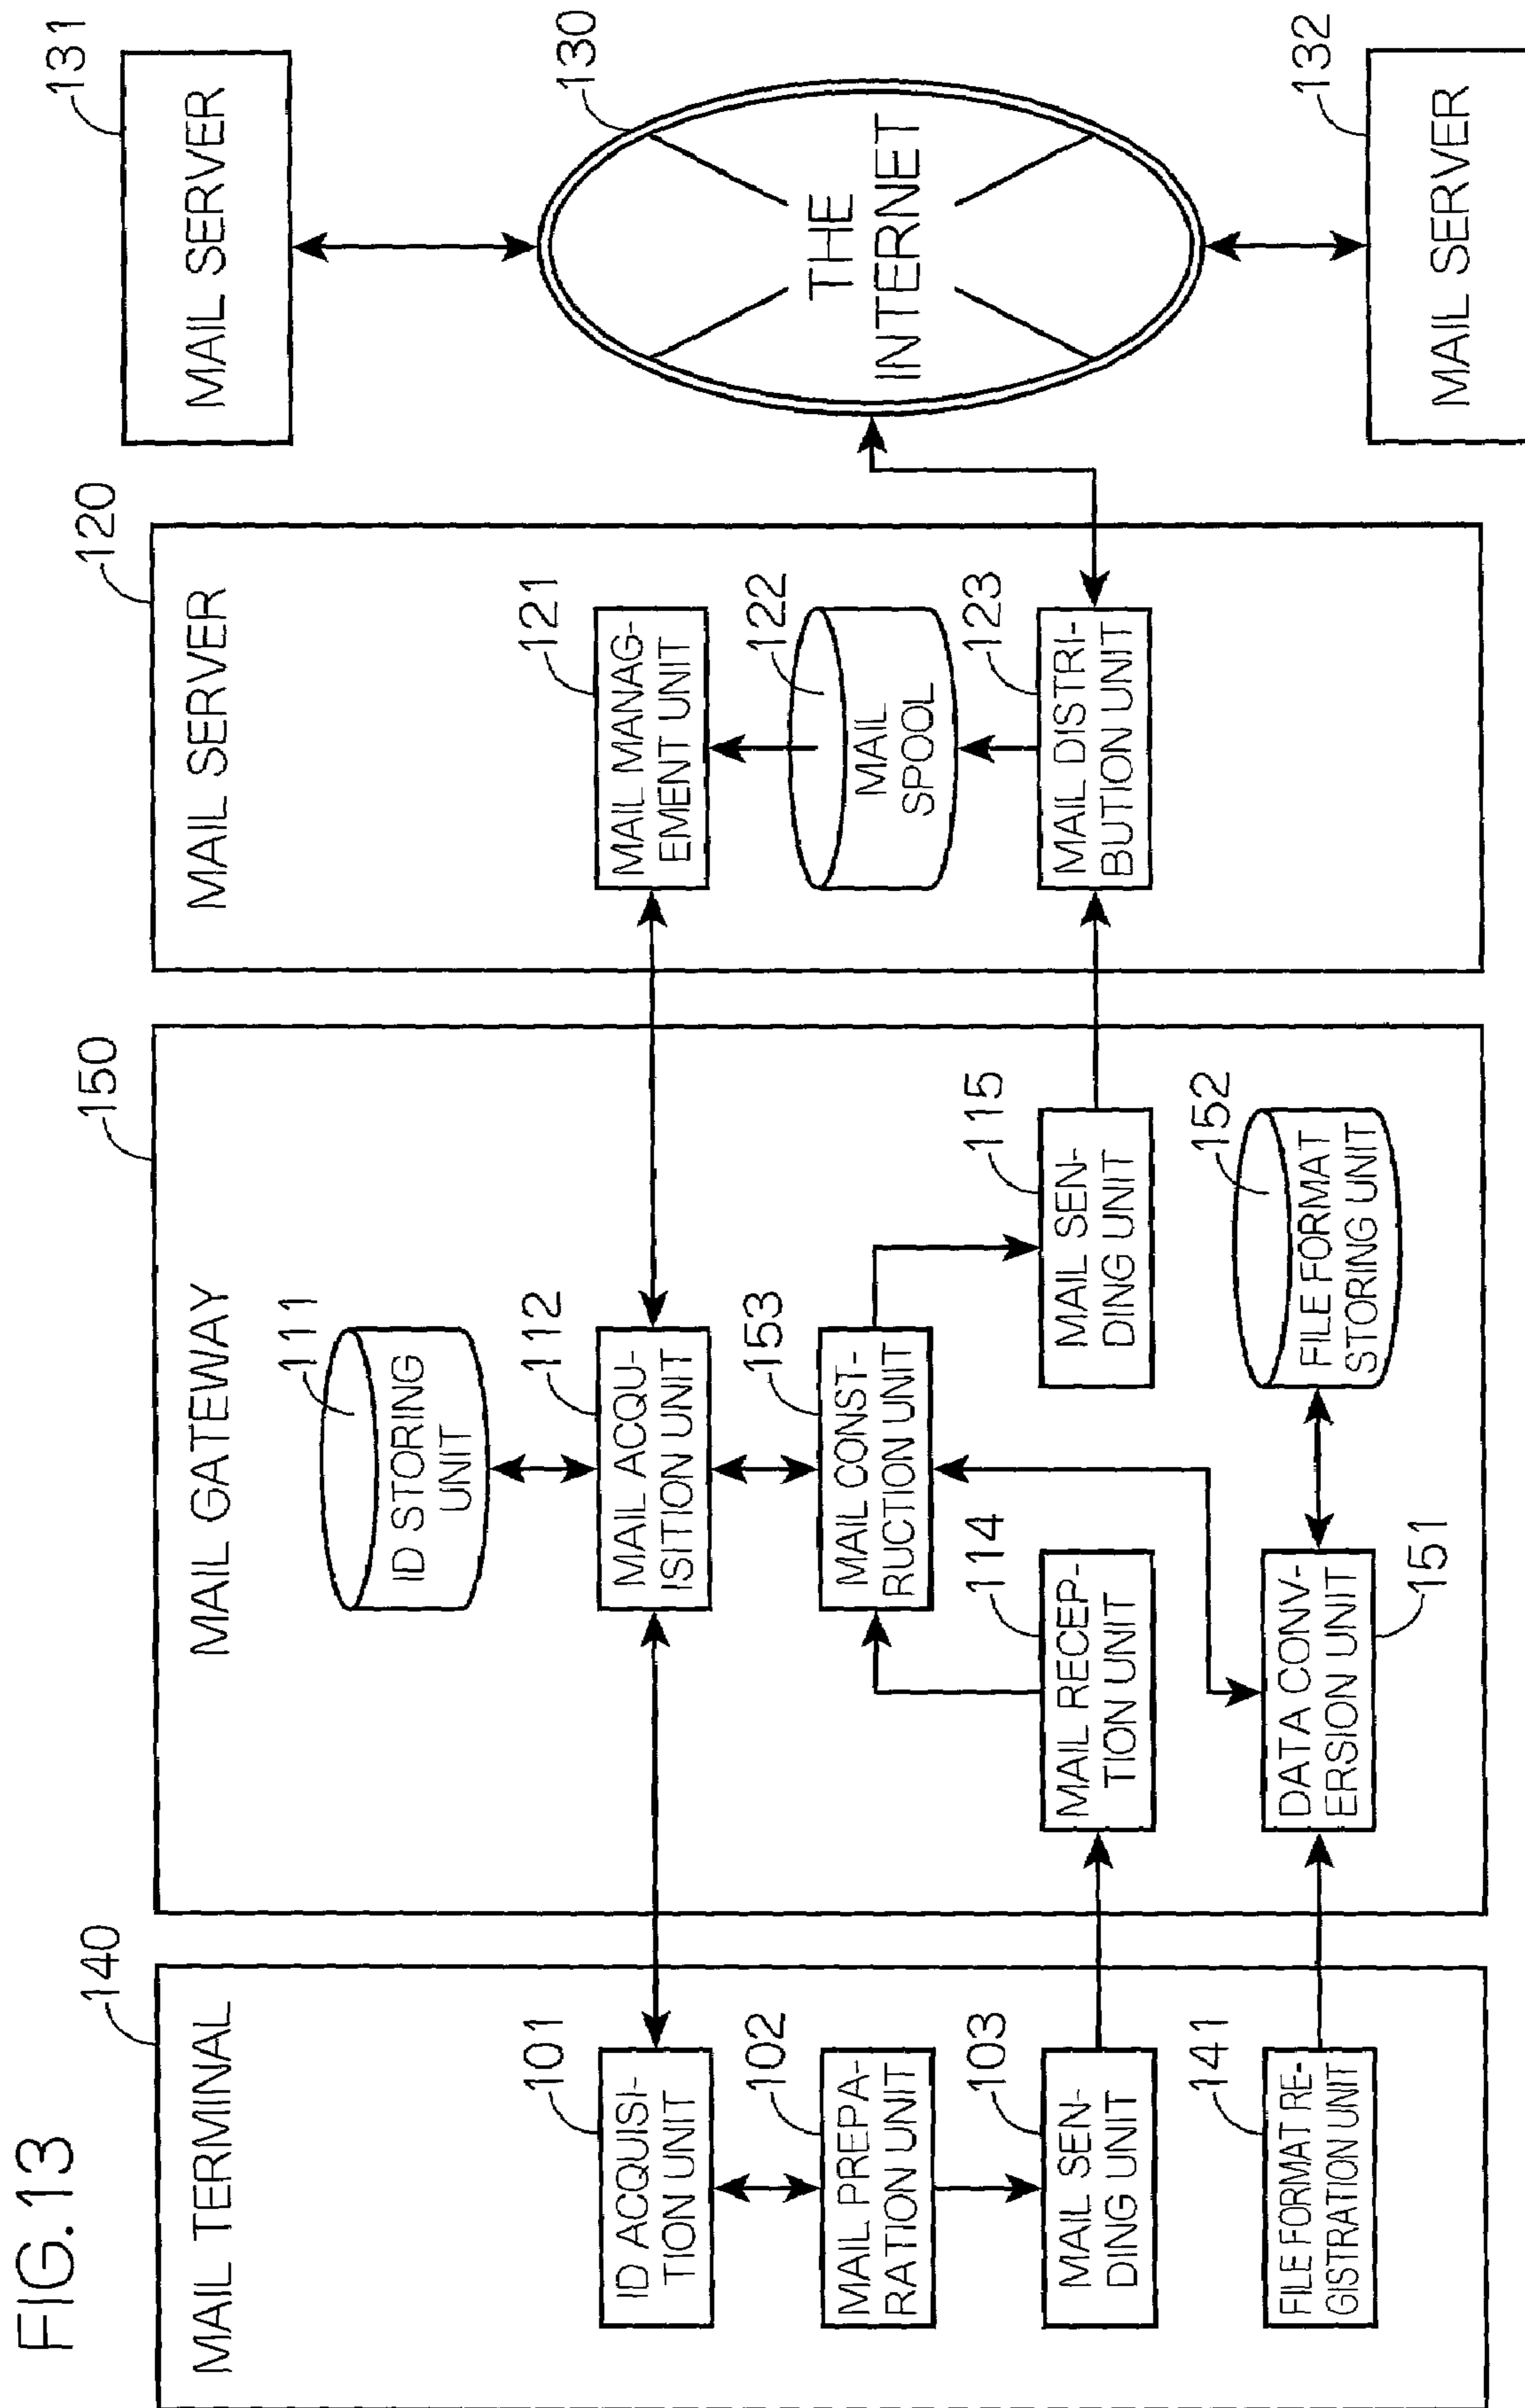 FIG.13
MAIL TERMINAL
140
ID ACQUISI-
TION UNIT
101
MAIL PREPA-
RATION UNIT
102
MAIL SEN-
DING UNIT
103
FILE FORMAT RE-
GISTRATION UNIT
141
MAIL GATEWAY
150
ID STORING
UNIT
111
MAIL ACQU-
ISITION UNIT
112
MAIL CONST-
RUCTION UNIT
153
MAIL RECEP-
TION UNIT
114
MAIL SEN-
DING UNIT
115
DATA CONV-
ERSION UNIT
151
FILE FORMAT
STORING UNIT
152
MAIL SERVER
120
MAIL MANAG-
EMENT UNIT
121
MAIL
SPOOL
122
MAIL DISTRI-
BUTION UNIT
123
MAIL SERVER
131
THE
INTERNET
130
MAIL SERVER
132